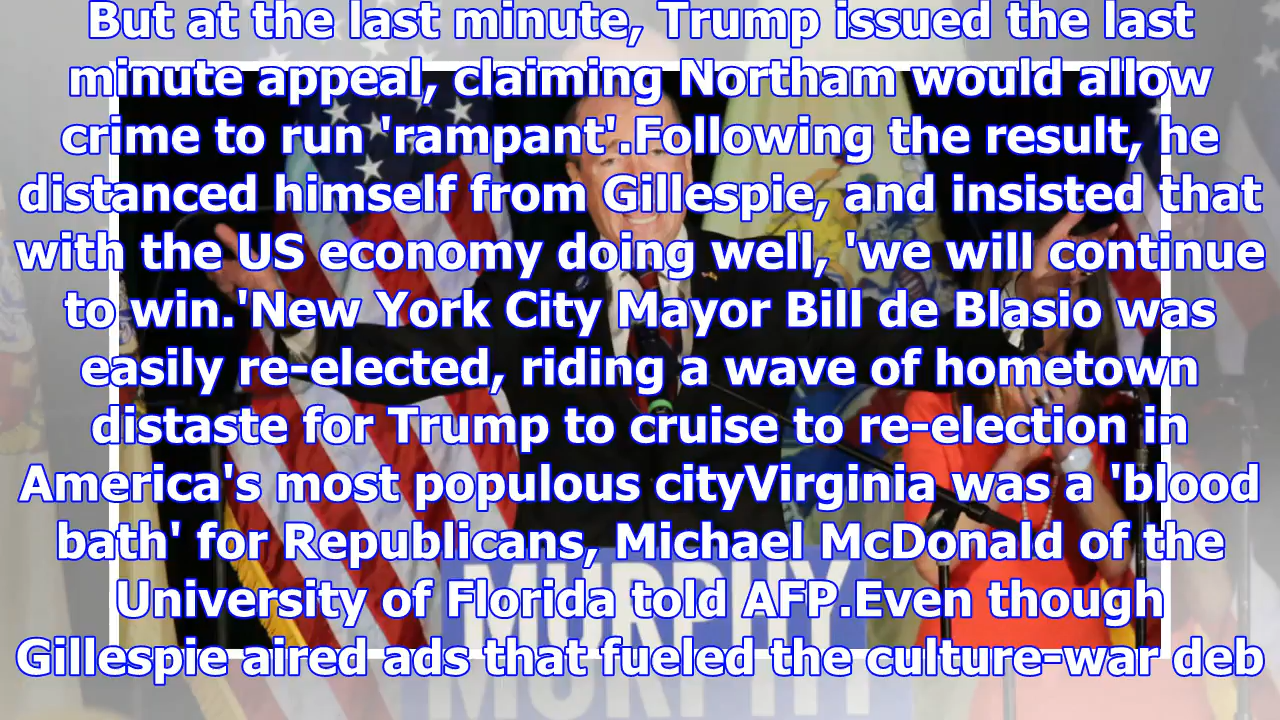 But at the last minute, Trump issued the last
minute appeal, claiming Northam would allow
crime to run 'rampant'.Following the result, he
distanced himself from Gillespie, and insisted that
with the US economy doing well, 'we will continue
to win.'New York City Mayor Bill de Blasio was
easily re-elected, riding a wave of hometown
distaste for Trump to cruise to re-election in
America's most populous cityVirginia was a 'blood
bath' for Republicans, Michael McDonald of the
University of Florida told AFP.Even though
Gillespie aired ads that fueled the culture-war deb
MURPHY
MURPHY